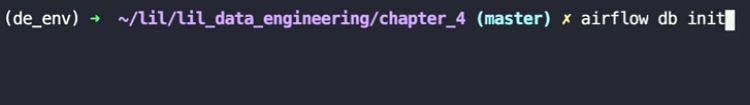 (de_env) → ~/lil/lil_data_engineering/chapter_4 (master) ✗ airflow db init